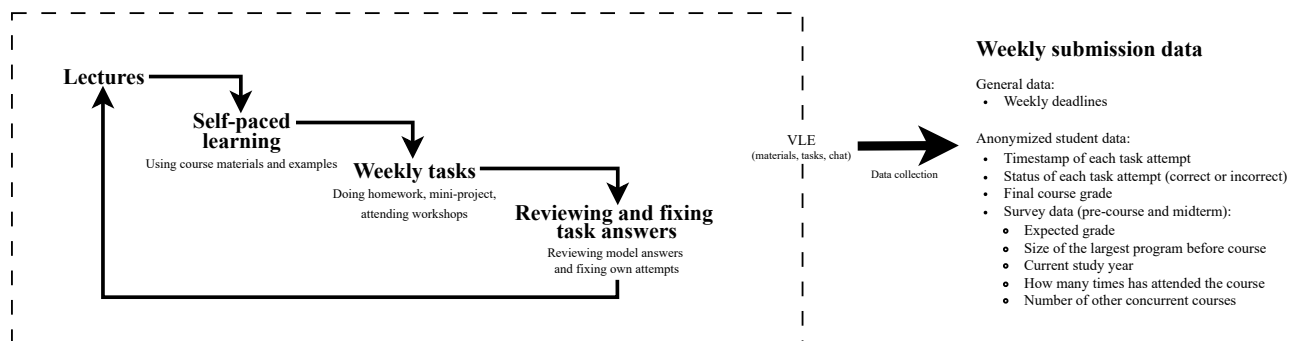 Lectures
Self-paced
learning
Using course materials and examples
Weekly tasks
Doing homework, mini-project,
attending workshops
Reviewing and fixing
task answers
Reviewing model answers
and fixing own attempts
VLE
(materials, tasks, chat)
Data collection
Weekly submission data
General data:
• Weekly deadlines
Anonymized student data:
• Timestamp of each task attempt
• Status of each task attempt (correct or incorrect)
• Final course grade
• Survey data (pre-course and midterm):
Expected grade
Size of the largest program before course
Current study year
How many times has attended the course
Number of other concurrent courses